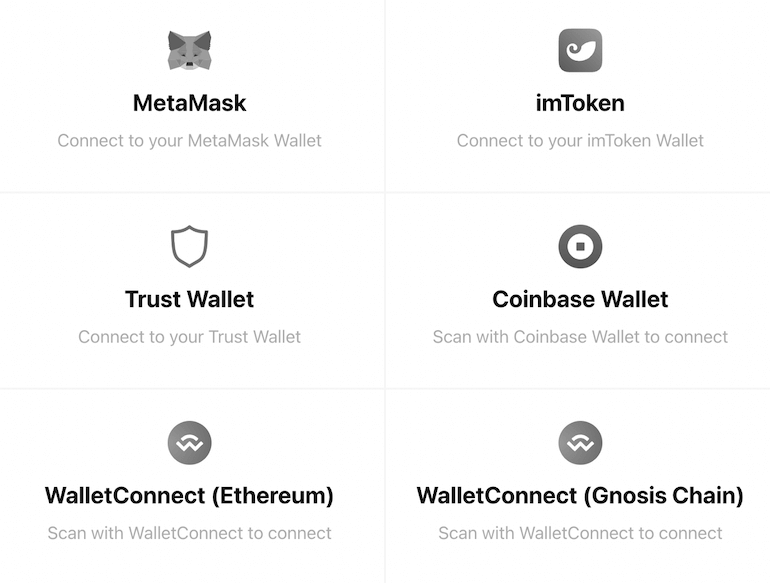 MetaMask
Connect to your MetaMask Wallet
imToken
Connect to your imToken Wallet
Trust Wallet
Connect to your Trust Wallet
Coinbase Wallet
Scan with Coinbase Wallet to connect
WalletConnect (Ethereum)
Scan with WalletConnect to connect
WalletConnect (Gnosis Chain)
Scan with WalletConnect to connect